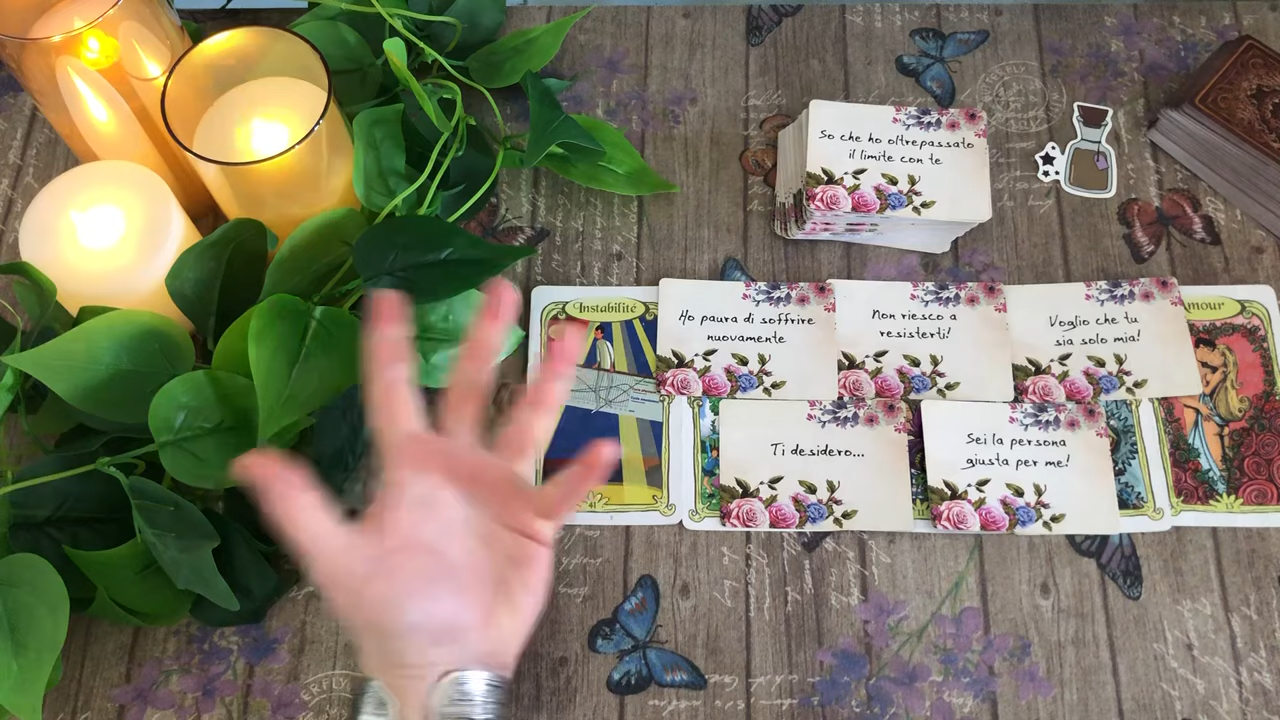 So che ho oltrepassato
il limite con te
Instabilité
Ho paura di soffrire
nuovamente
Non riesco a
resisterti!
Voglio che tu
sia solo mia!
mour
Ti desidero...
Sei la persona
giusta per me!
41